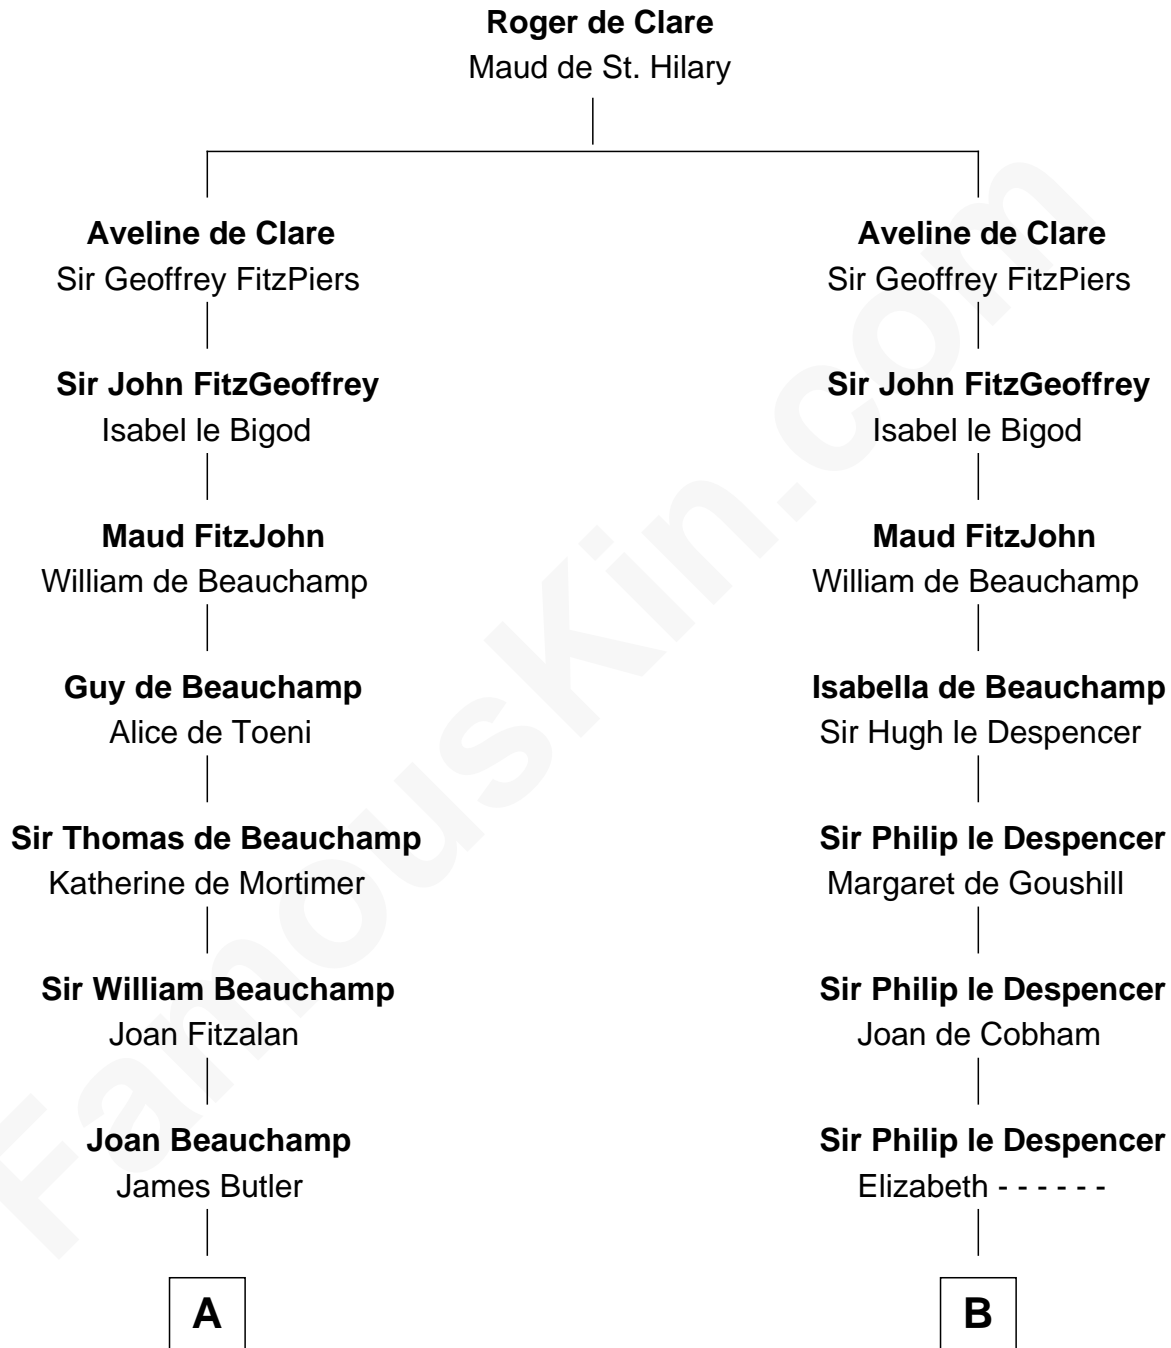 Roger de Clare
Maud de St. Hilary
Aveline de Clare
Sir Geoffrey FitzPiers
Aveline de Clare
Sir Geoffrey FitzPiers
Sir John FitzGeoffrey
Isabel le Bigod
Sir John FitzGeoffrey
Isabel le Bigod
Maud FitzJohn
William de Beauchamp
Maud FitzJohn
William de Beauchamp
Guy de Beauchamp
Alice de Toeni
Isabella de Beauchamp
Sir Hugh le Despencer
Sir Thomas de Beauchamp
Katherine de Mortimer
Sir Philip le Despencer
Margaret de Goushill
Sir William Beauchamp
Joan Fitzalan
Sir Philip le Despencer
Joan de Cobham
Joan Beauchamp
James Butler
Sir Philip le Despencer
Elizabeth - - - - - -
A
B
FamousKin.com